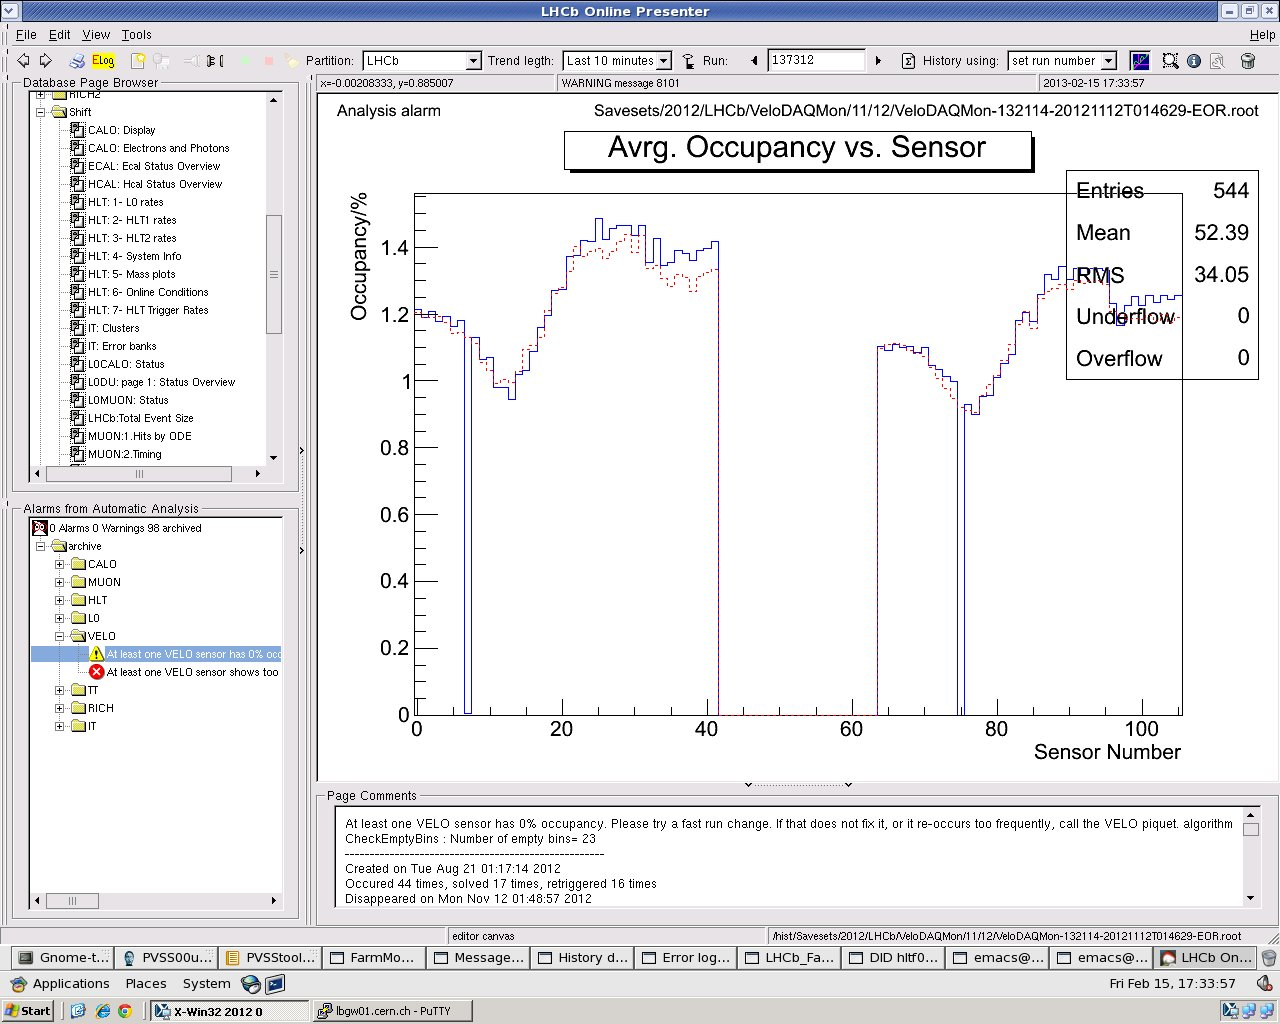 LHCb Online Presenter
File Edit View Tools Help
ELog Partition: LHCb Trend legth: Last 10 minutes Run: 137312 History using: set run number
Database Page Browser
x=-0.00208333, y=0.885007 WARNING message 8101 2013-02-15 17:33:57
RICH2
Shift
CALO: Display
CALO: Electrons and Photons
ECAL: Ecal Status Overview
HCAL: Hcal Status Overview
HLT: 1- L0 rates
HLT: 2- HLT1 rates
HLT: 3- HLT2 rates
HLT: 4- System Info
HLT: 5- Mass plots
HLT: 6- Online Conditions
HLT: 7- HLT Trigger Rates
IT: Clusters
IT: Error banks
L0CALO: Status
L0DU: page 1: Status Overview
L0MUON: Status
LHCb:Total Event Size
MUON:1.Hits by ODE
MUON:2.Timing
Alarms from Automatic Analysis
0 Alarms 0 Warnings 98 archived
archive
CALO
MUON
HLT
L0
VELO
At least one VELO sensor has 0% occ
At least one VELO sensor shows too
TT
RICH
IT
Analysis alarm Savesets/2012/LHCb/VeloDAQMon/11/12/VeloDAQMon-132114-20121112T014629-EOR.root
Avrg. Occupancy vs. Sensor
Entries 544
Mean 52.39
RMS 34.05
Underflow 0
Overflow 0
Occupancy/%
1.4
1.2
1
0.8
0.6
0.4
0.2
0
0 20 40 60 80 100
Sensor Number
Page Comments
At least one VELO sensor has 0% occupancy. Please try a fast run change. If that does not fix it, or it re-occurs too frequently, call the VELO piquet. algorithm
CheckEmptyBins : Number of empty bins= 23
------------------------------------------------------
Created on Tue Aug 21 01:17:14 2012
Occured 44 times, solved 17 times, retriggered 16 times
Disappeared on Mon Nov 12 01:48:57 2012
editor canvas /hist/Savesets/2012/LHCb/VeloDAQMon/11/12/VeloDAQMon-132114-20121112T014629-EOR.root
Gnome-t... PVSS00u... PVSStool... FarmMo... Message... History d... Error log... LHCb_Fa... DID hltf0... emacs@... emacs@... LHCb On...
Applications Places System Fri Feb 15, 17:33:57
Start X-Win32 2012 0 lbgw01.cern.ch - PuTTY